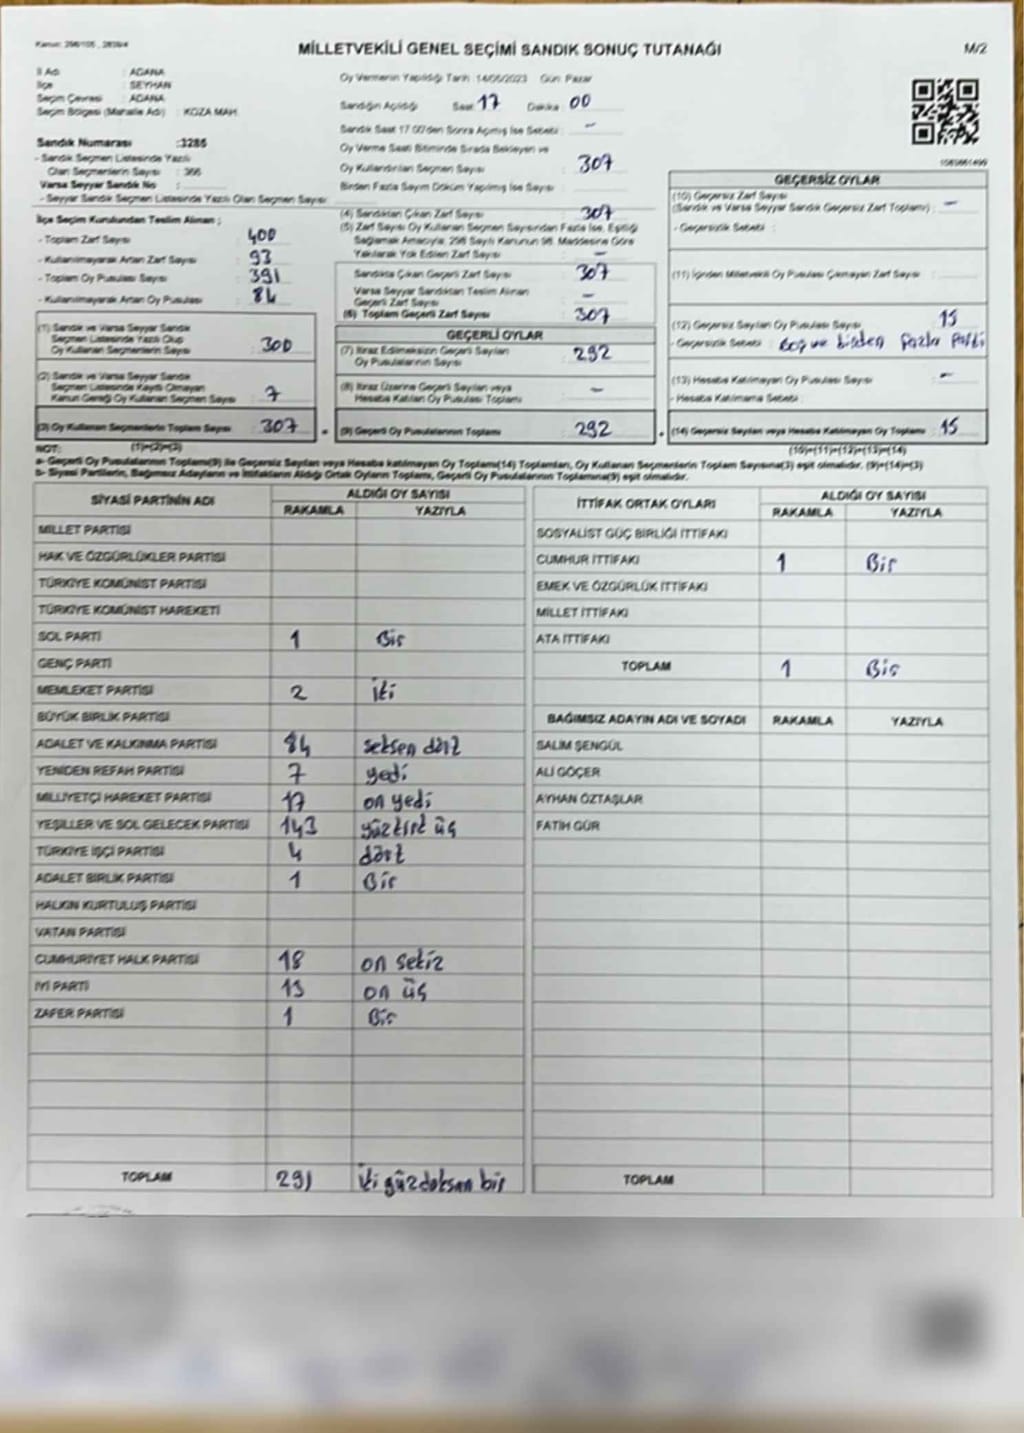 Kanun: 298/105 , 2839/4
MİLLETVEKİLİ GENEL SEÇİMİ SANDIK SONUÇ TUTANAĞI
M/2
İl Adı : ADANA
İlçe : SEYHAN
Seçim Çevresi : ADANA
Seçim Bölgesi (Mahalle Adı) : KOZA MAH.
Sandık Numarası :3286
- Sandık Seçmen Listesinde Yazılı
Olan Seçmenlerin Sayısı : 366
Varsa Seyyar Sandık No :
- Seyyar Sandık Seçmen Listesinde Yazılı Olan Seçmen Sayısı :
Oy Vermenin Yapıldığı Tarih : 14/05/2023 Gün: Pazar
Sandığın Açıldığı Saat 17 Dakika : 00
Sandık Saat 17.00'den Sonra Açılmış İse Sebebi : -
Oy Verme Saati Bitiminde Sırada Bekleyen ve
Oy Kullandırılan Seçmen Sayısı : 307
Birden Fazla Sayım Döküm Yapılmış İse Sayısı :
İlçe Seçim Kurulundan Teslim Alınan ;
- Toplam Zarf Sayısı : 400
- Kullanılmayarak Artan Zarf Sayısı : 93
- Toplam Oy Pusulası Sayısı : 391
- Kullanılmayarak Artan Oy Pusulası : 84
(1) Sandık ve Varsa Seyyar Sandık
Seçmen Listesinde Yazılı Olup
Oy Kullanan Seçmenlerin Sayısı : 300
(2) Sandık ve Varsa Seyyar Sandık
Seçmen Listesinde Kaydı Olmayan
Kanun Gereği Oy Kullanan Seçmen Sayısı : 7
(3) Oy Kullanan Seçmenlerin Toplam Sayısı : 307
(4) Sandıktan Çıkan Zarf Sayısı : 307
(5) Zarf Sayısı Oy Kullanan Seçmen Sayısından Fazla İse, Eşitliği
Sağlamak Amacıyla; 298 Sayılı Kanunun 98. Maddesine Göre
Yakılarak Yok Edilen Zarf Sayısı : -
Sandıkta Çıkan Geçerli Zarf Sayısı : 307
Varsa Seyyar Sandıktan Teslim Alınan
Geçerli Zarf Sayısı : -
(6) Toplam Geçerli Zarf Sayısı : 307
GEÇERLİ OYLAR
(7) İtiraz Edilmeksizin Geçerli Sayılan
Oy Pusulalarının Sayısı : 292
(8) İtiraz Üzerine Geçerli Sayılan veya
Hesaba Katılan Oy Pusulası Toplamı : -
(9) Geçerli Oy Pusulalarının Toplamı : 292
1089861499
GEÇERSİZ OYLAR
(10) Geçersiz Zarf Sayısı
(Sandık ve Varsa Seyyar Sandık Geçersiz Zarf Toplamı) : -
- Geçersizlik Sebebi :
(11) İçinden Milletvekili Oy Pusulası Çıkmayan Zarf Sayısı :
(12) Geçersiz Sayılan Oy Pusulası Sayısı : 15
- Geçersizlik Sebebi : Boş ve birden fazla parti
(13) Hesaba Katılmayan Oy Pusulası Sayısı : -
- Hesaba Katılmama Sebebi :
(14) Geçersiz Sayılan veya Hesaba Katılmayan Oy Toplamı : 15
NOT: (1)+(2)=(3) (10)+(11)+(12)+(13)=(14)
a- Geçerli Oy Pusulalarının Toplamı(9) ile Geçersiz Sayılan veya Hesaba katılmayan Oy Toplamı(14) Toplamları, Oy Kullanan Seçmenlerin Toplam Sayısına(3) eşit olmalıdır. (9)+(14)=(3)
b- Siyasi Partilerin, Bağımsız Adayların ve İttifakların Aldığı Ortak Oyların Toplamı, Geçerli Oy Pusulalarının Toplamına(9) eşit olmalıdır.
SİYASİ PARTİNİN ADI ALDIĞI OY SAYISI
RAKAMLA YAZIYLA
MİLLET PARTİSİ
HAK VE ÖZGÜRLÜKLER PARTİSİ
TÜRKİYE KOMÜNİST PARTİSİ
TÜRKİYE KOMÜNİST HAREKETİ
SOL PARTİ 1 Bir
GENÇ PARTİ
MEMLEKET PARTİSİ 2 iki
BÜYÜK BİRLİK PARTİSİ
ADALET VE KALKINMA PARTİSİ 84 seksen dört
YENİDEN REFAH PARTİSİ 7 yedi
MİLLİYETÇİ HAREKET PARTİSİ 17 on yedi
YEŞİLLER VE SOL GELECEK PARTİSİ 143 yüzkırk üç
TÜRKİYE İŞÇİ PARTİSİ 4 dört
ADALET BİRLİK PARTİSİ 1 Bir
HALKIN KURTULUŞ PARTİSİ
VATAN PARTİSİ
CUMHURİYET HALK PARTİSİ 18 on sekiz
İYİ PARTİ 13 on üç
ZAFER PARTİSİ 1 Bir
TOPLAM 291 iki yüzdoksan bir
İTTİFAK ORTAK OYLARI ALDIĞI OY SAYISI
RAKAMLA YAZIYLA
SOSYALİST GÜÇ BİRLİĞİ İTTİFAKI
CUMHUR İTTİFAKI 1 Bir
EMEK VE ÖZGÜRLÜK İTTİFAKI
MİLLET İTTİFAKI
ATA İTTİFAKI
TOPLAM 1 Bir
BAĞIMSIZ ADAYIN ADI VE SOYADI RAKAMLA YAZIYLA
SALİM ŞENGÜL
ALİ GÖÇER
AYHAN ÖZTAŞLAR
FATİH GÜR
TOPLAM